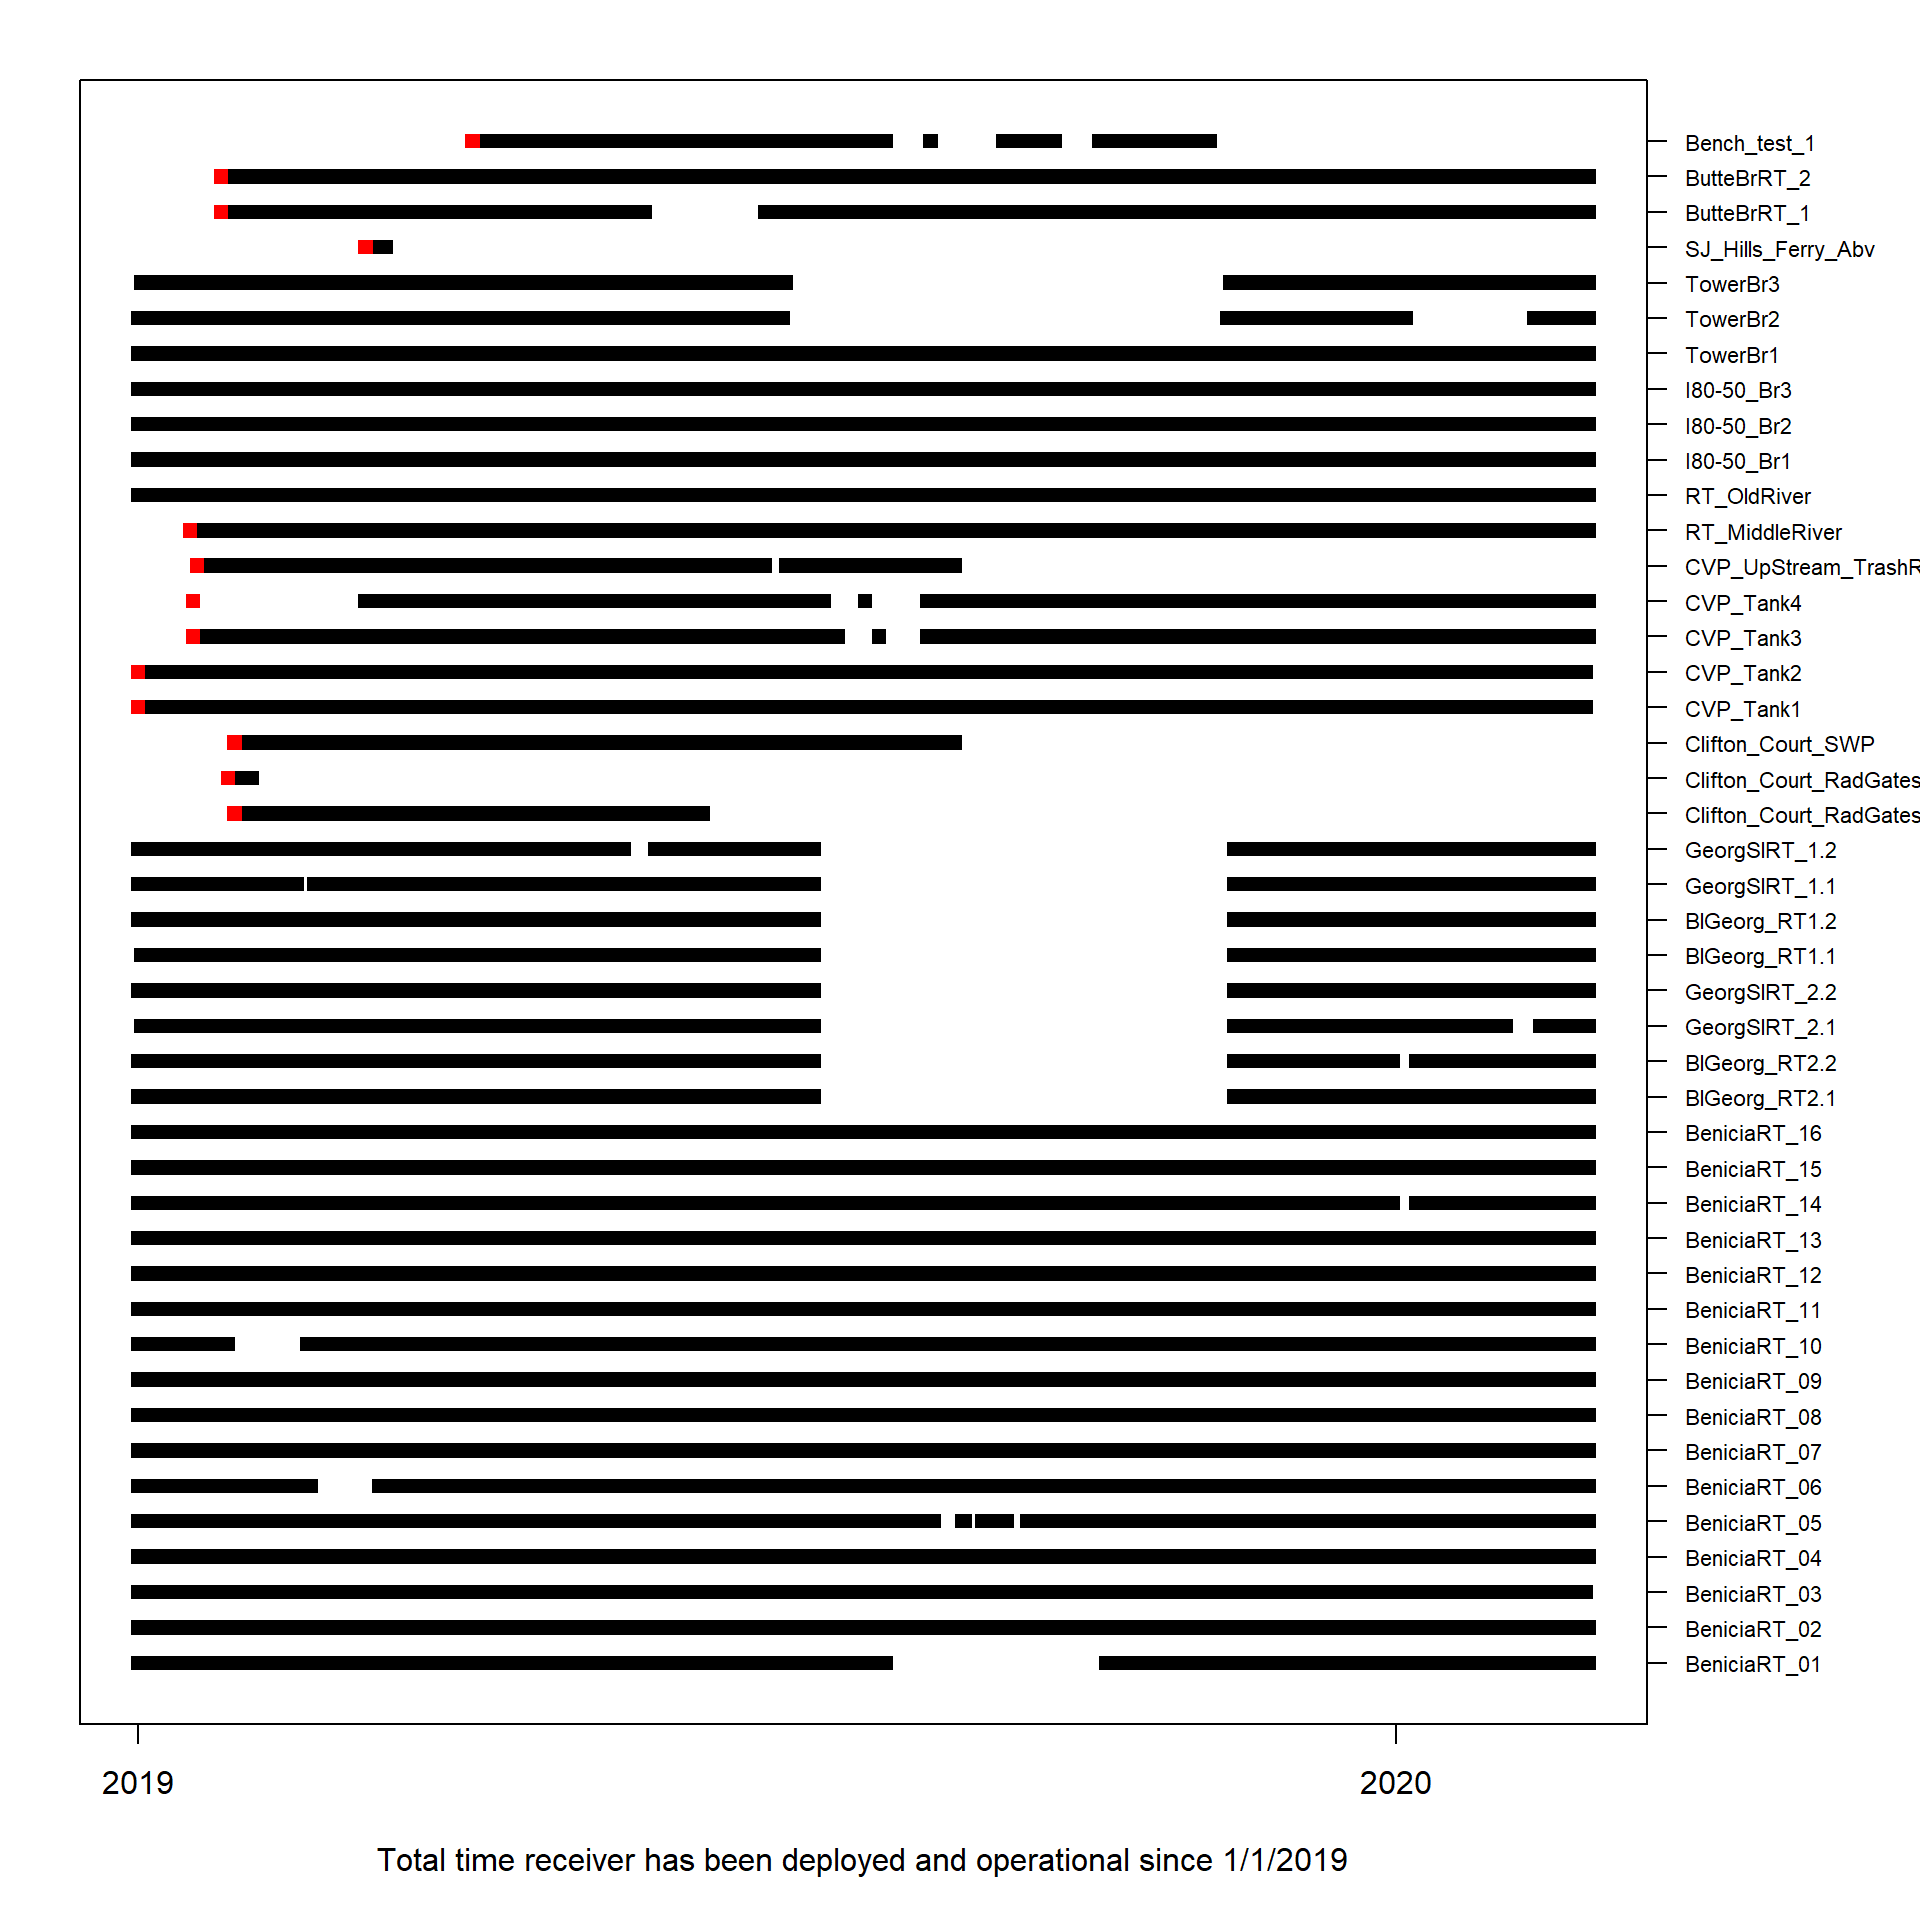 Bench_test_1
ButteBrRT_2
ButteBrRT_1
SJ_Hills_Ferry_Abv
TowerBr3
TowerBr2
TowerBr1
I80-50_Br3
I80-50_Br2
I80-50_Br1
RT_OldRiver
RT_MiddleRiver
CVP_UpStream_TrashR
CVP_Tank4
CVP_Tank3
CVP_Tank2
CVP_Tank1
Clifton_Court_SWP
Clifton_Court_RadGates
Clifton_Court_RadGates
GeorgSlRT_1.2
GeorgSlRT_1.1
BlGeorg_RT1.2
BlGeorg_RT1.1
GeorgSlRT_2.2
GeorgSlRT_2.1
BlGeorg_RT2.2
BlGeorg_RT2.1
BeniciaRT_16
BeniciaRT_15
BeniciaRT_14
BeniciaRT_13
BeniciaRT_12
BeniciaRT_11
BeniciaRT_10
BeniciaRT_09
BeniciaRT_08
BeniciaRT_07
BeniciaRT_06
BeniciaRT_05
BeniciaRT_04
BeniciaRT_03
BeniciaRT_02
BeniciaRT_01
2019 2020
Total time receiver has been deployed and operational since 1/1/2019